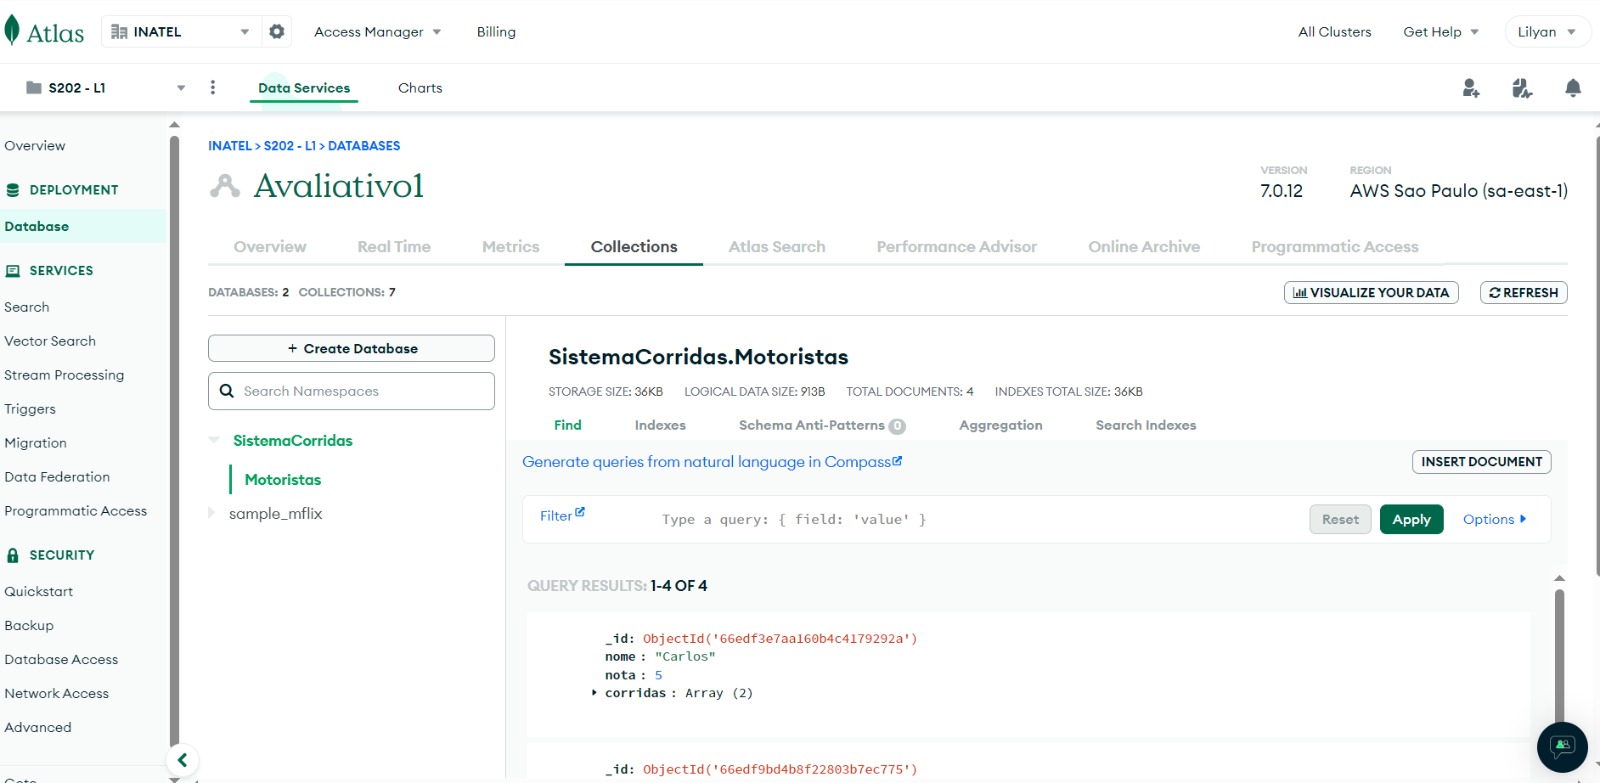 Atlas
INATEL
Access Manager
Billing
All Clusters
Get Help
Lilyan
S202 - L1
Data Services
Charts
Overview
DEPLOYMENT
Database
SERVICES
Search
Vector Search
Stream Processing
Triggers
Migration
Data Federation
Programmatic Access
SECURITY
Quickstart
Backup
Database Access
Network Access
Advanced
INATEL > S202 - L1 > DATABASES
Avaliativo1
VERSION
7.0.12
REGION
AWS Sao Paulo (sa-east-1)
Overview
Real Time
Metrics
Collections
Atlas Search
Performance Advisor
Online Archive
Programmatic Access
DATABASES: 2 COLLECTIONS: 7
VISUALIZE YOUR DATA
REFRESH
+ Create Database
Search Namespaces
SistemaCorridas
Motoristas
sample_mflix
SistemaCorridas.Motoristas
STORAGE SIZE: 36KB LOGICAL DATA SIZE: 913B TOTAL DOCUMENTS: 4 INDEXES TOTAL SIZE: 36KB
Find
Indexes
Schema Anti-Patterns 0
Aggregation
Search Indexes
Generate queries from natural language in Compass
INSERT DOCUMENT
Filter
Type a query: { field: 'value' }
Reset
Apply
Options
QUERY RESULTS: 1-4 OF 4
_id: ObjectId('66edf3e7aa160b4c4179292a')
nome : "Carlos"
nota : 5
corridas : Array (2)
_id: ObjectId('66edf9bd4b8f22803b7ec775')